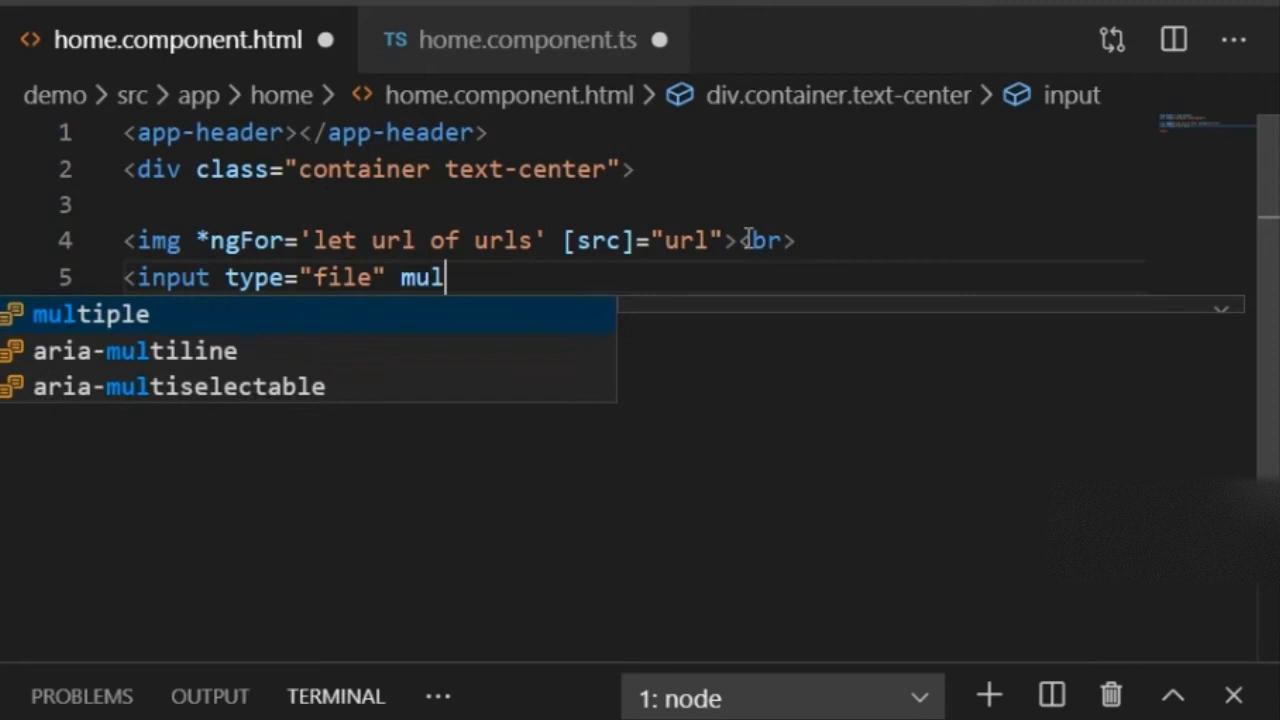 home.component.html
TS home.component.ts
demo > src > app > home > home.component.html > div.container.text-center > input
1 <app-header></app-header>
2 <div class="container text-center">
3
4 <img *ngFor='let url of urls' [src]="url"><br>
5 <input type="file" mul
multiple
aria-multiline
aria-multiselectable
PROBLEMS OUTPUT TERMINAL ··· 1: node